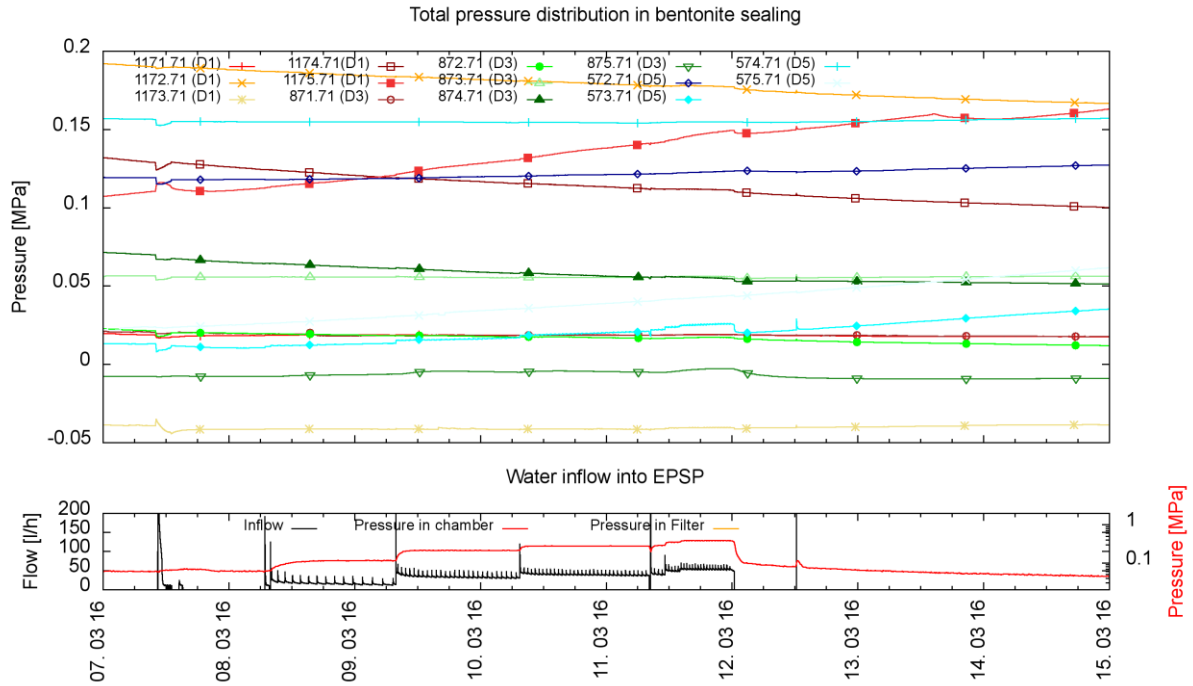 Total pressure distribution in bentonite sealing
0.2
1171.71 (D1) 1174.71(D1) 872.71 (D3) 875.71 (D3) 574.71 (D5)
1172.71 (D1) 1175.71(D1) 873.71 (D3) 572.71 (D5) 575.71 (D5)
1173.71 (D1) 871.71 (D3) 874.71 (D3) 573.71 (D5)
0.15
0.1
0.05
0
-0.05
Pressure [MPa]
Water inflow into EPSP
200
150
100
50
0
Flow [l/h]
Inflow Pressure in chamber Pressure in Filter
1
0.1
Pressure [MPa]
07. 03 16
08. 03 16
09. 03 16
10. 03 16
11. 03 16
12. 03 16
13. 03 16
14. 03 16
15. 03 16